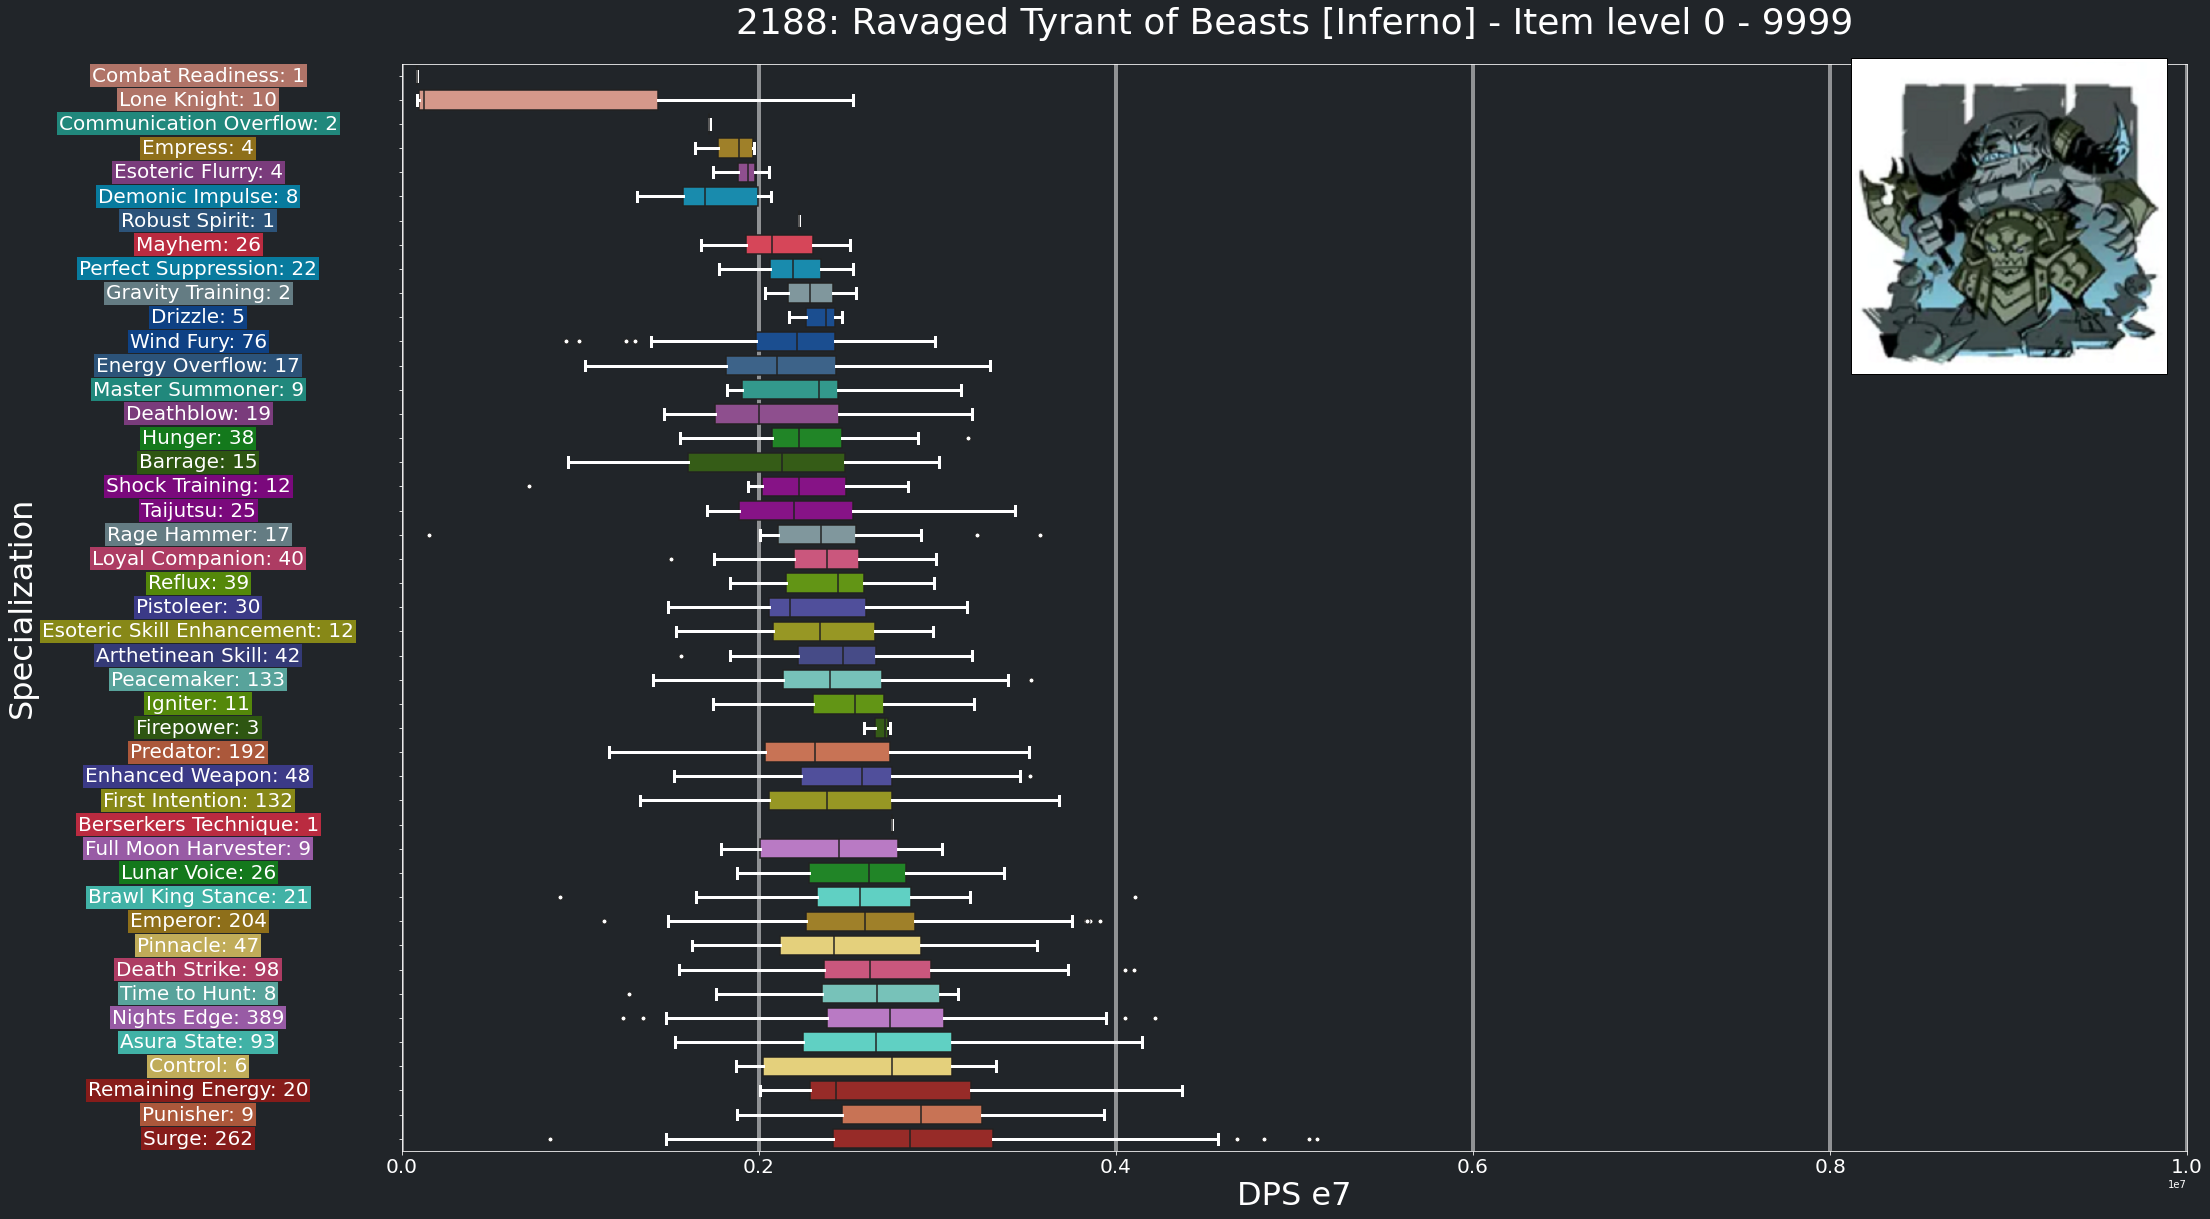 2188: Ravaged Tyrant of Beasts [Inferno] - Item level 0 - 9999
Specialization
Combat Readiness: 1
Lone Knight: 10
Communication Overflow: 2
Empress: 4
Esoteric Flurry: 4
Demonic Impulse: 8
Robust Spirit: 1
Mayhem: 26
Perfect Suppression: 22
Gravity Training: 2
Drizzle: 5
Wind Fury: 76
Energy Overflow: 17
Master Summoner: 9
Deathblow: 19
Hunger: 38
Barrage: 15
Shock Training: 12
Taijutsu: 25
Rage Hammer: 17
Loyal Companion: 40
Reflux: 39
Pistoleer: 30
Esoteric Skill Enhancement: 12
Arthetinean Skill: 42
Peacemaker: 133
Igniter: 11
Firepower: 3
Predator: 192
Enhanced Weapon: 48
First Intention: 132
Berserkers Technique: 1
Full Moon Harvester: 9
Lunar Voice: 26
Brawl King Stance: 21
Emperor: 204
Pinnacle: 47
Death Strike: 98
Time to Hunt: 8
Nights Edge: 389
Asura State: 93
Control: 6
Remaining Energy: 20
Punisher: 9
Surge: 262
0.0 0.2 0.4 0.6 0.8 1.0
1e7
DPS e7